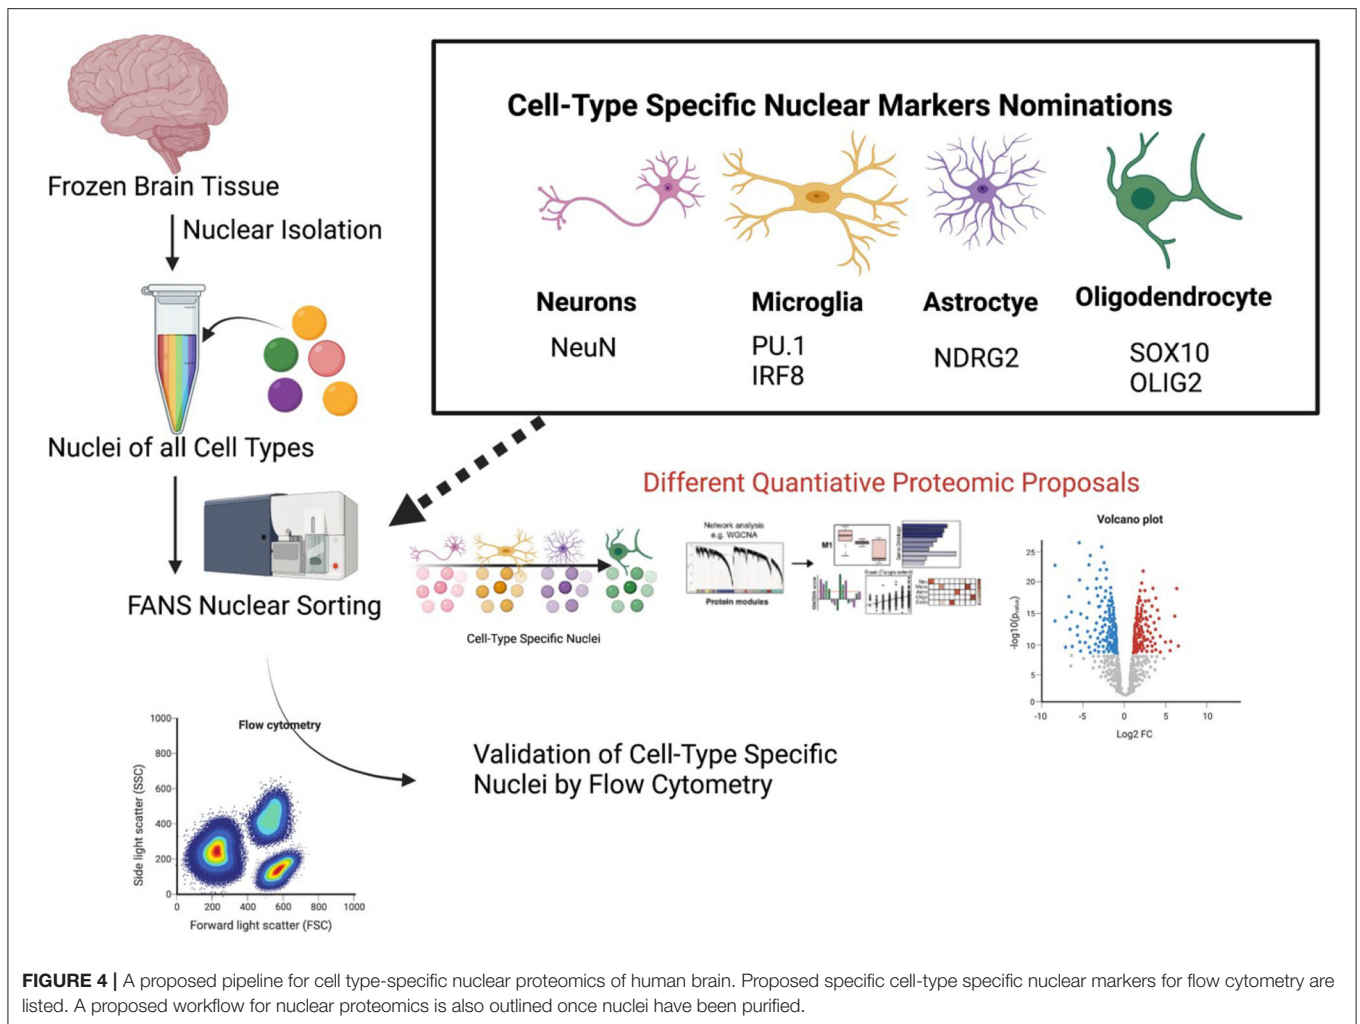 Frozen Brain Tissue
Nuclear Isolation
Nuclei of all Cell Types
FANS Nuclear Sorting
Cell-Type Specific Nuclear Markers Nominations
Neurons
NeuN
Microglia
PU.1
IRF8
Astroctye
NDRG2
Oligodendrocyte
SOX10
OLIG2
Different Quantiative Proteomic Proposals
Cell-Type Specific Nuclei
Network analysis
e.g. WGCNA
Protein modules
M1
Gene Ontology
Volcano plot
-log10(pvalue)
25
20
15
10
5
0
-10 -5 0 5 10
Log2 FC
Flow cytometry
Side light scatter (SSC)
1000
800
600
400
200
0
0 200 400 600 800 1000
Forward light scatter (FSC)
Validation of Cell-Type Specific
Nuclei by Flow Cytometry
FIGURE 4 | A proposed pipeline for cell type-specific nuclear proteomics of human brain. Proposed specific cell-type specific nuclear markers for flow cytometry are
listed. A proposed workflow for nuclear proteomics is also outlined once nuclei have been purified.